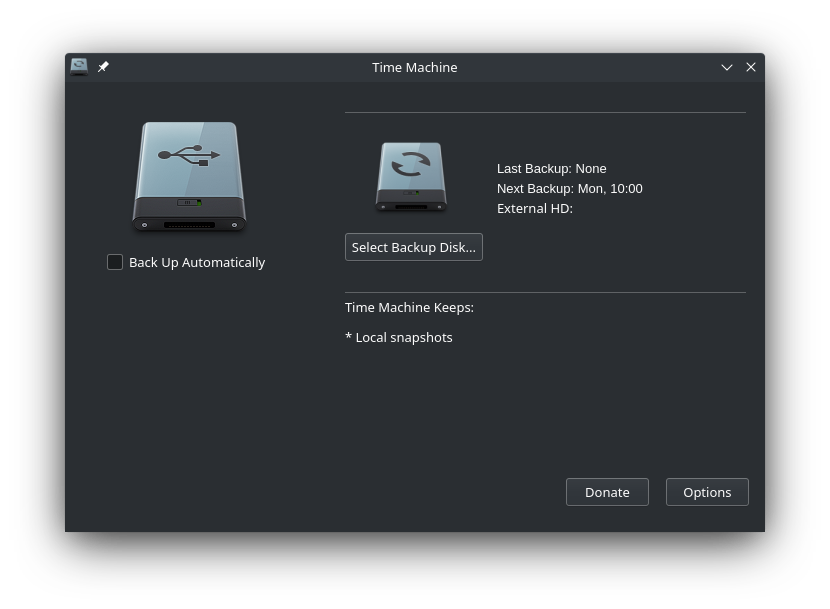 Time Machine
Back Up Automatically
Last Backup: None
Next Backup: Mon, 10:00
External HD:
Select Backup Disk...
Time Machine Keeps:
* Local snapshots
Donate
Options